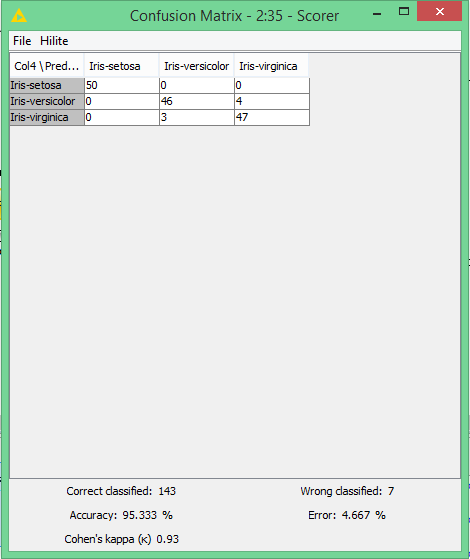 Confusion Matrix - 2:35 - Scorer
File Hilite
Col4 \ Pred... Iris-setosa Iris-versicolor Iris-virginica
Iris-setosa 50 0 0
Iris-versicolor 0 46 4
Iris-virginica 0 3 47
Correct classified: 143 Wrong classified: 7
Accuracy: 95.333 % Error: 4.667 %
Cohen's kappa (κ) 0.93